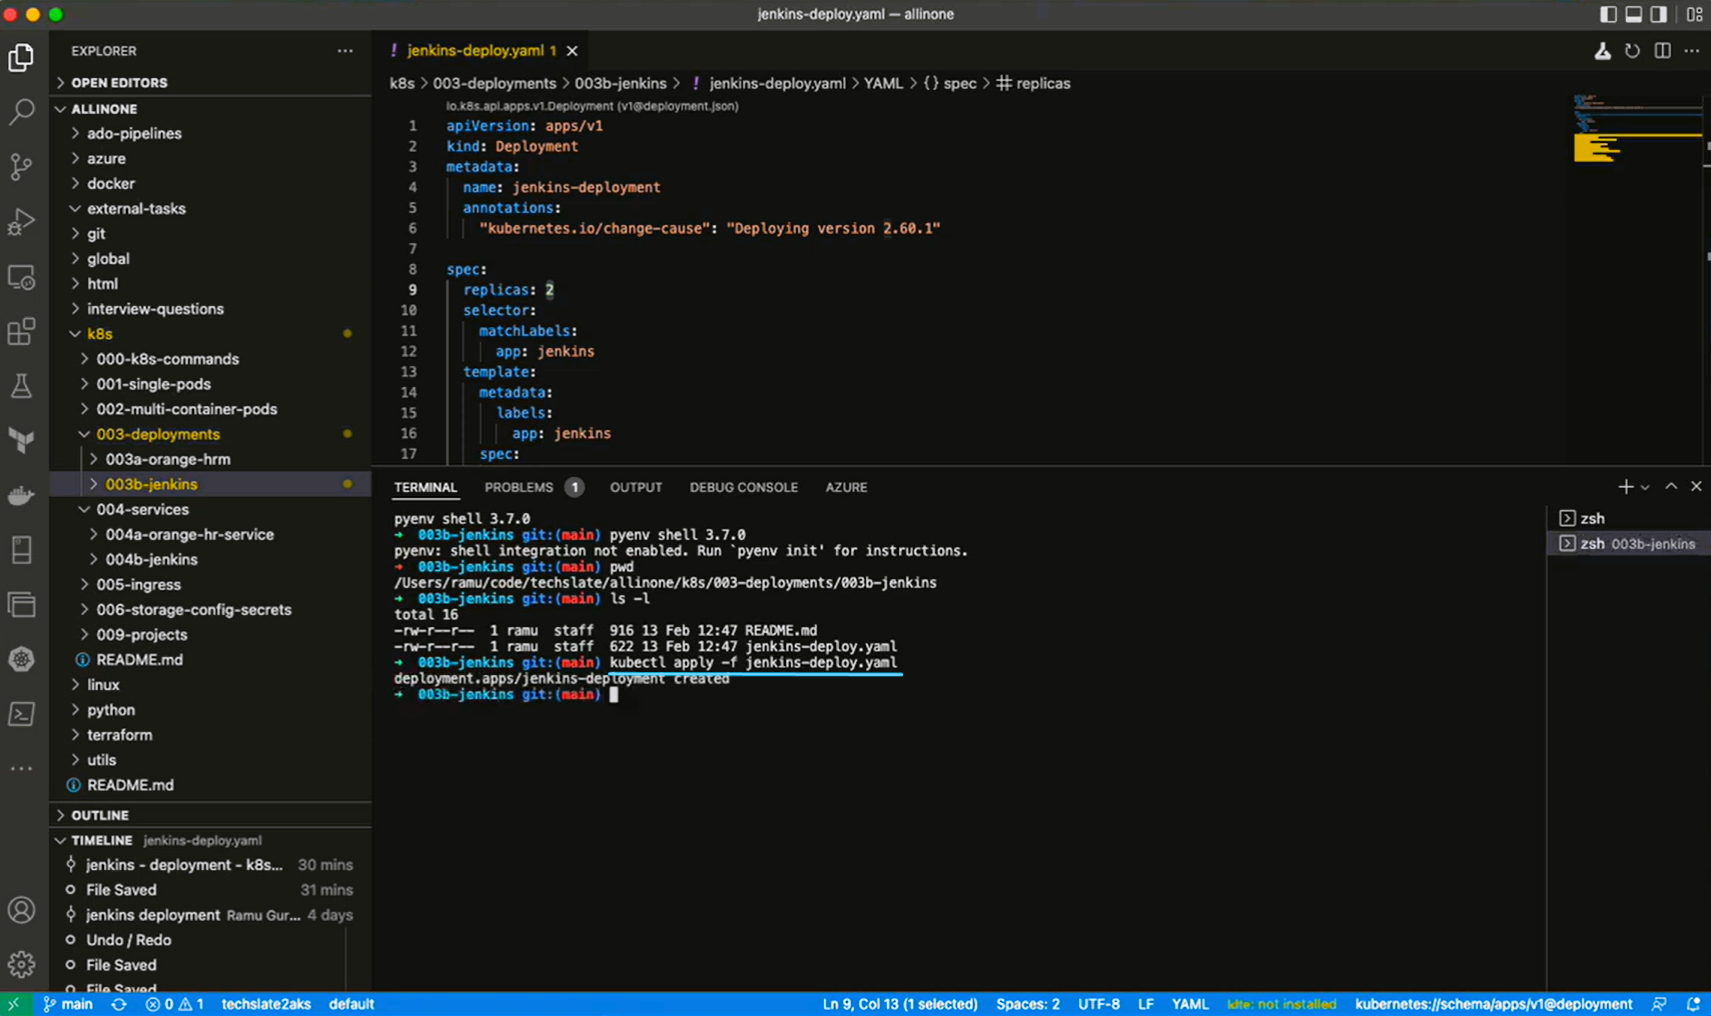 jenkins-deploy.yaml — allinone
EXPLORER
OPEN EDITORS
ALLINONE
ado-pipelines
azure
docker
external-tasks
git
global
html
interview-questions
k8s
000-k8s-commands
001-single-pods
002-multi-container-pods
003-deployments
003a-orange-hrm
003b-jenkins
004-services
004a-orange-hr-service
004b-jenkins
005-ingress
006-storage-config-secrets
009-projects
README.md
linux
python
terraform
utils
README.md
OUTLINE
TIMELINE jenkins-deploy.yaml
jenkins - deployment - k8s... 30 mins
File Saved 31 mins
jenkins deployment Ramu Gur... 4 days
Undo / Redo
File Saved
File Saved
! jenkins-deploy.yaml 1
k8s > 003-deployments > 003b-jenkins > ! jenkins-deploy.yaml > YAML > {} spec > # replicas
io.k8s.api.apps.v1.Deployment (v1@deployment.json)
1 apiVersion: apps/v1
2 kind: Deployment
3 metadata:
4 name: jenkins-deployment
5 annotations:
6 "kubernetes.io/change-cause": "Deploying version 2.60.1"
7
8 spec:
9 replicas: 2
10 selector:
11 matchLabels:
12 app: jenkins
13 template:
14 metadata:
15 labels:
16 app: jenkins
17 spec:
TERMINAL PROBLEMS 1 OUTPUT DEBUG CONSOLE AZURE
pyenv shell 3.7.0
→ 003b-jenkins git:(main) pyenv shell 3.7.0
pyenv: shell integration not enabled. Run `pyenv init' for instructions.
→ 003b-jenkins git:(main) pwd
/Users/ramu/code/techslate/allinone/k8s/003-deployments/003b-jenkins
→ 003b-jenkins git:(main) ls -l
total 16
-rw-r--r-- 1 ramu staff 916 13 Feb 12:47 README.md
-rw-r--r-- 1 ramu staff 622 13 Feb 12:47 jenkins-deploy.yaml
→ 003b-jenkins git:(main) kubectl apply -f jenkins-deploy.yaml
deployment.apps/jenkins-deployment created
→ 003b-jenkins git:(main)
zsh
zsh 003b-jenkins
main 0 1 techslate2aks default Ln 9, Col 13 (1 selected) Spaces: 2 UTF-8 LF YAML not installed kubernetes://schema/apps/v1@deployment